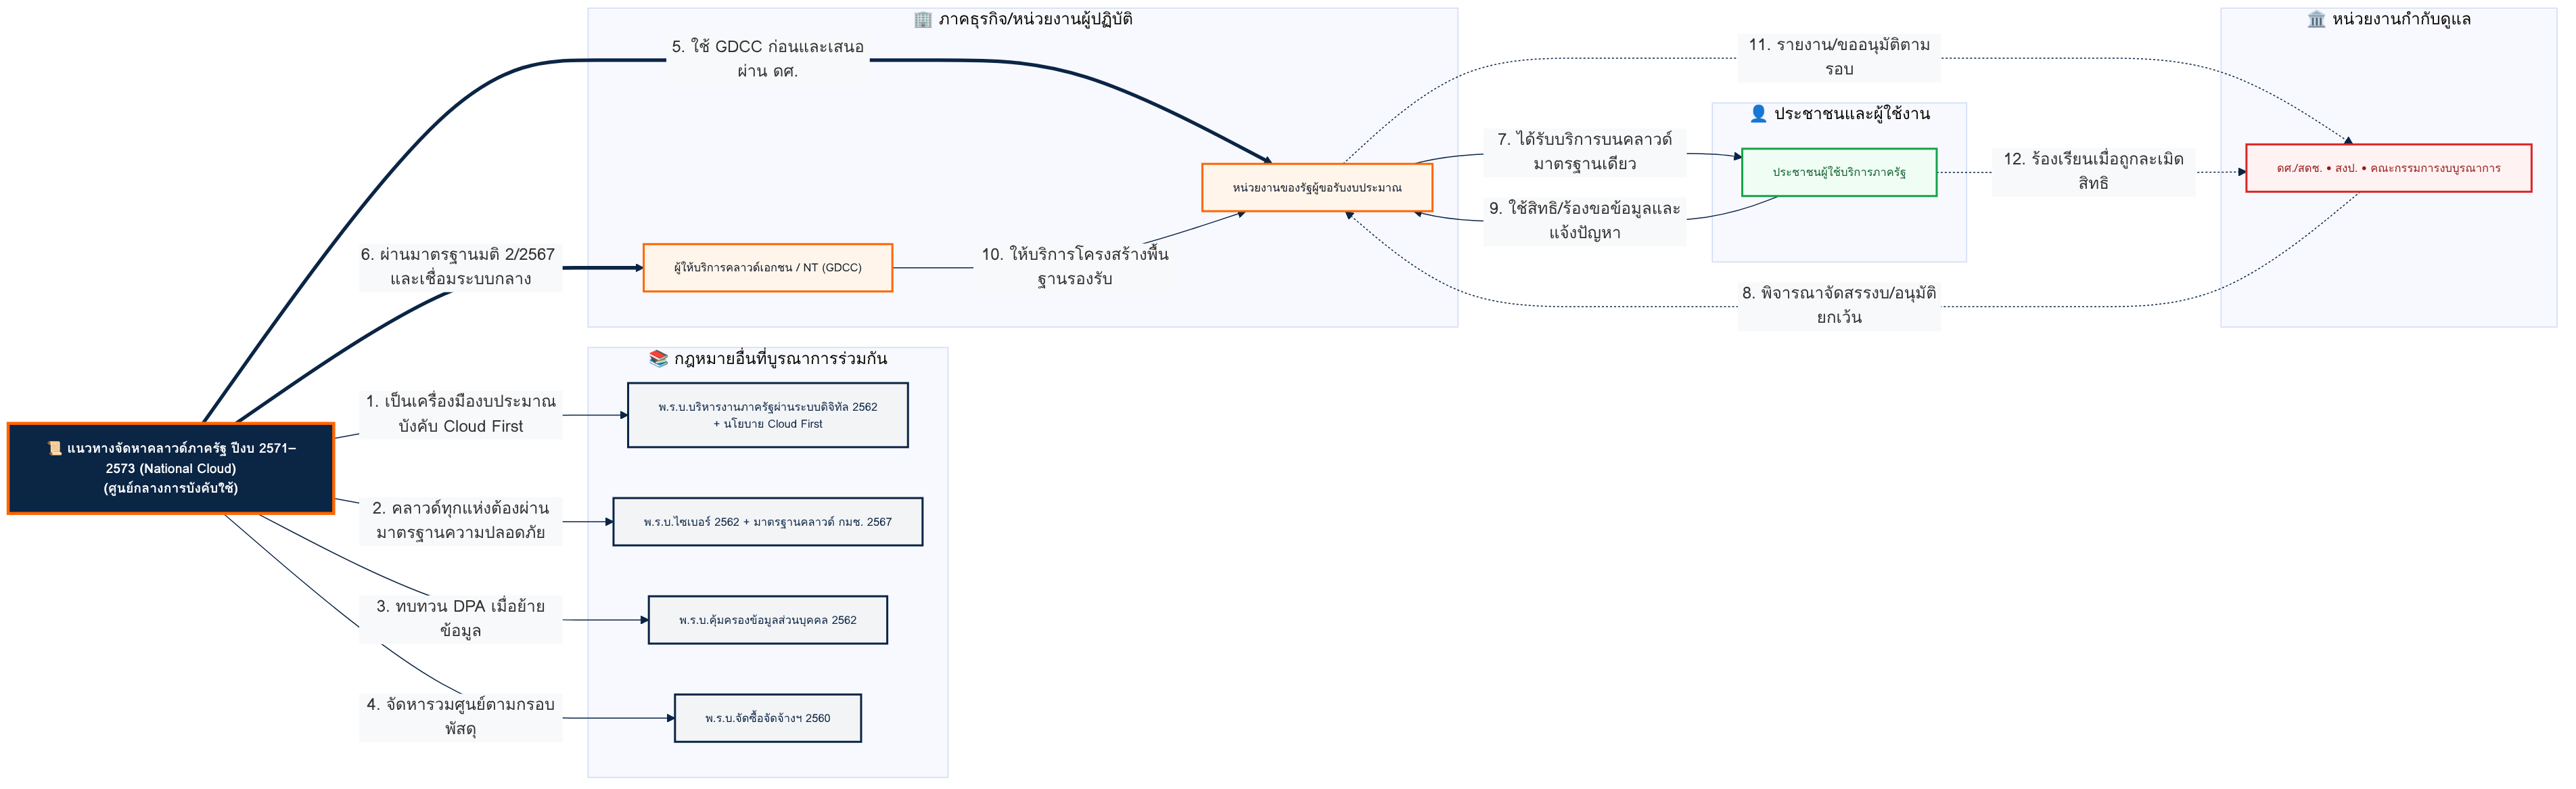 🏢 ภาคธุรกิจ/หน่วยงานผู้ปฏิบัติ
🏛️ หน่วยงานกำกับดูแล
5. ใช้ GDCC ก่อนและเสนอ
ผ่าน ดศ.
11. รายงาน/ขออนุมัติตาม
รอบ
👤 ประชาชนและผู้ใช้งาน
7. ได้รับบริการบนคลาวด์
มาตรฐานเดียว
หน่วยงานของรัฐผู้ขอรับงบประมาณ
ประชาชนผู้ใช้บริการภาครัฐ
12. ร้องเรียนเมื่อถูกละเมิด
สิทธิ
ดศ./สดช. • สงป. • คณะกรรมการงบบูรณาการ
9. ใช้สิทธิ/ร้องขอข้อมูลและ
แจ้งปัญหา
6. ผ่านมาตรฐานมติ 2/2567
และเชื่อมระบบกลาง
ผู้ให้บริการคลาวด์เอกชน / NT (GDCC)
10. ให้บริการโครงสร้างพื้น
ฐานรองรับ
8. พิจารณาจัดสรรงบ/อนุมัติ
ยกเว้น
📚 กฎหมายอื่นที่บูรณาการร่วมกัน
1. เป็นเครื่องมืองบประมาณ
บังคับ Cloud First
พ.ร.บ.บริหารงานภาครัฐผ่านระบบดิจิทัล 2562
+ นโยบาย Cloud First
📜 แนวทางจัดหาคลาวด์ภาครัฐ ปีงบ 2571–
2573 (National Cloud)
(ศูนย์กลางการบังคับใช้)
2. คลาวด์ทุกแห่งต้องผ่าน
มาตรฐานความปลอดภัย
พ.ร.บ.ไซเบอร์ 2562 + มาตรฐานคลาวด์ กมช. 2567
3. ทบทวน DPA เมื่อย้าย
ข้อมูล
พ.ร.บ.คุ้มครองข้อมูลส่วนบุคคล 2562
4. จัดหารวมศูนย์ตามกรอบ
พัสดุ
พ.ร.บ.จัดซื้อจัดจ้างฯ 2560